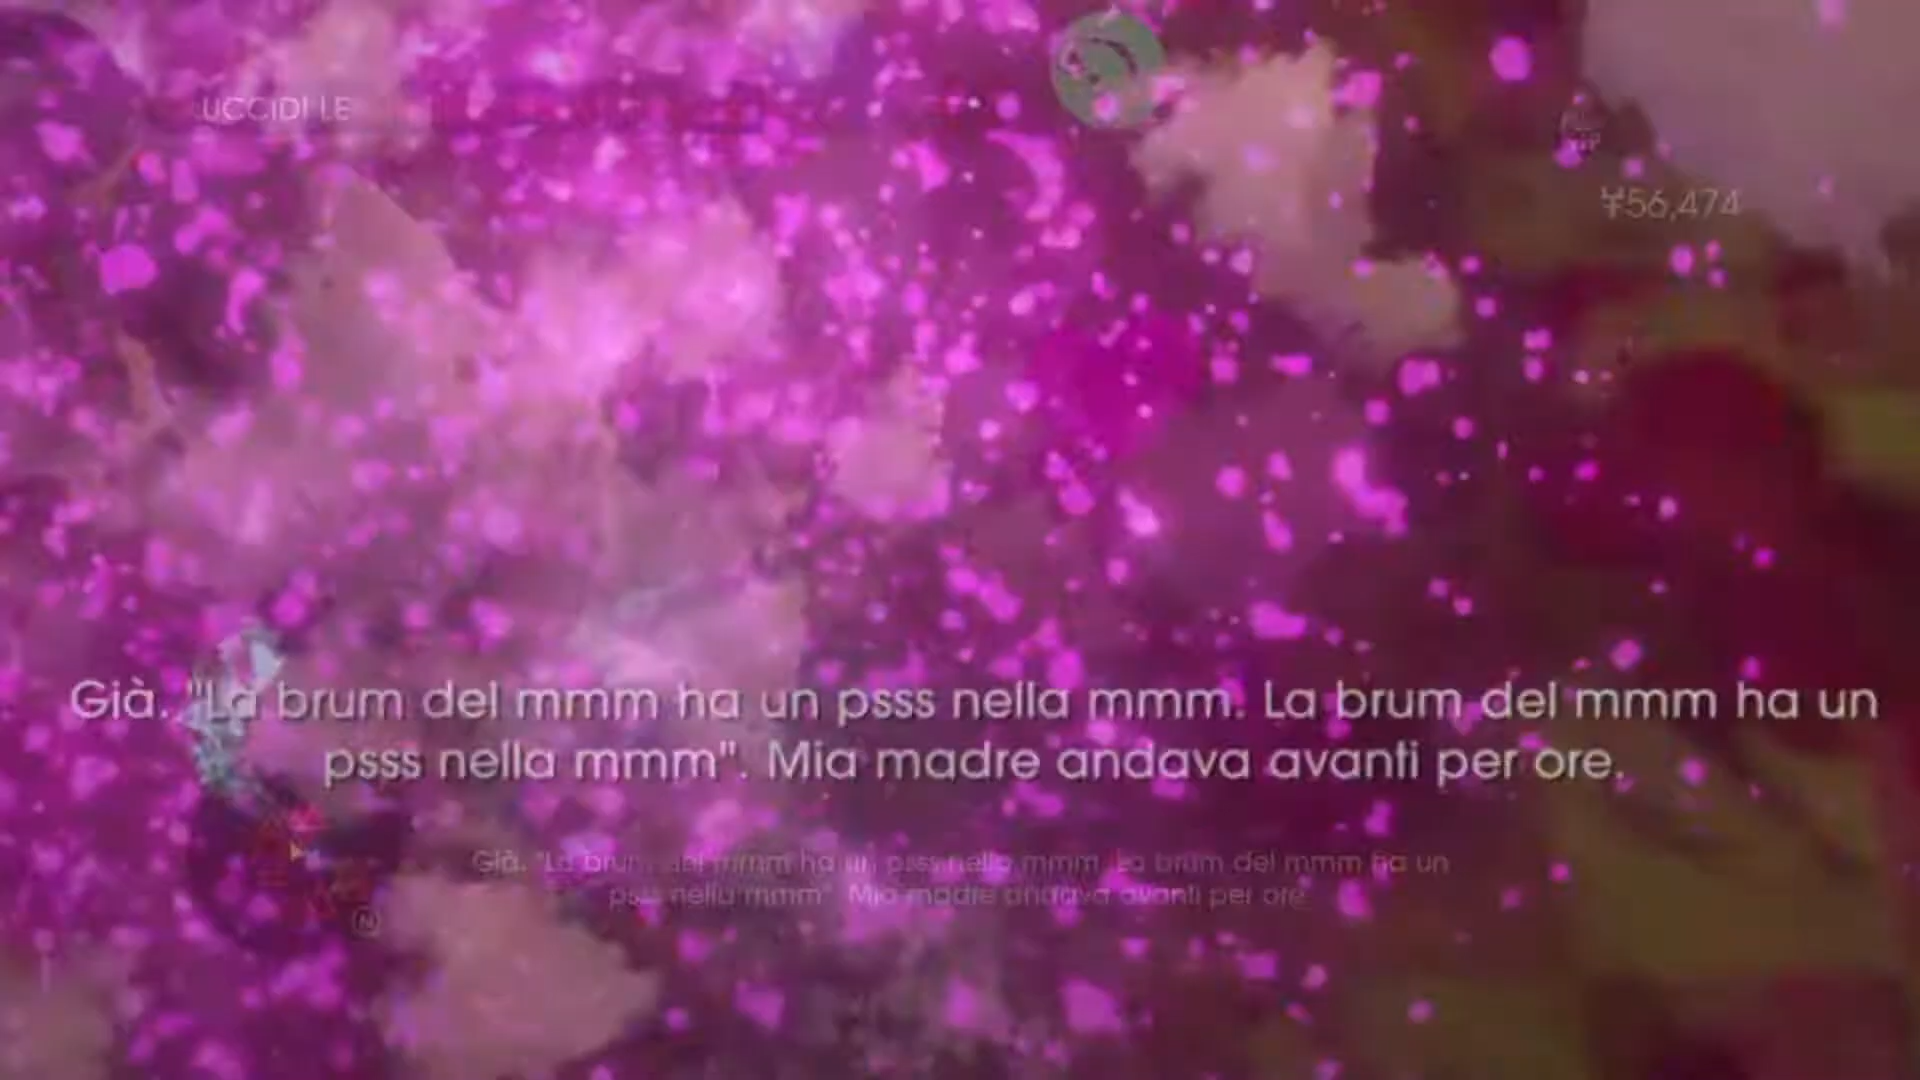 UCCIDI LE
¥56,474
Già. "La brum del mmm ha un psss nella mmm. La brum del mmm ha un
psss nella mmm". Mia madre andava avanti per ore.
Già. "La brum del mmm ha un psss nella mmm. La brum del mmm ha un
psss nella mmm". Mia madre andava avanti per ore.
N